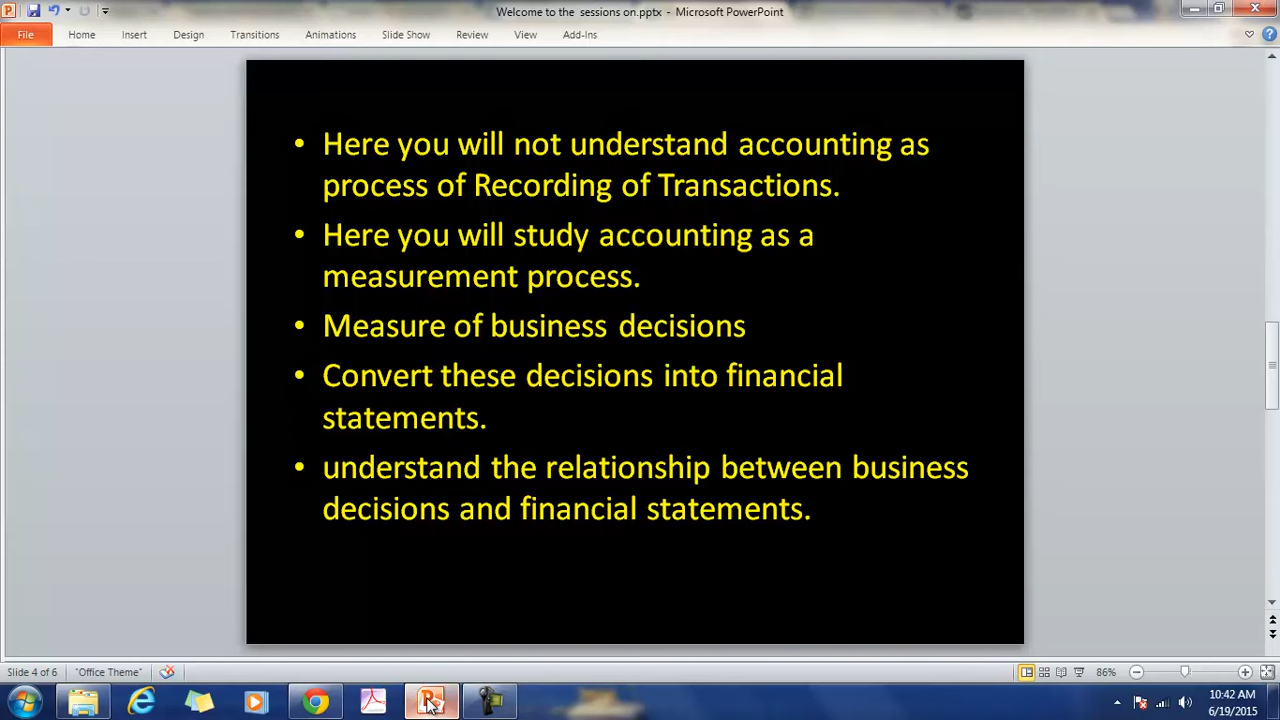 Welcome to the sessions on.pptx - Microsoft PowerPoint
File Home Insert Design Transitions Animations Slide Show Review View Add-Ins
• Here you will not understand accounting as
process of Recording of Transactions.
• Here you will study accounting as a
measurement process.
• Measure of business decisions
• Convert these decisions into financial
statements.
• understand the relationship between business
decisions and financial statements.
Slide 4 of 6 "Office Theme" 86%
10:42 AM
6/19/2015